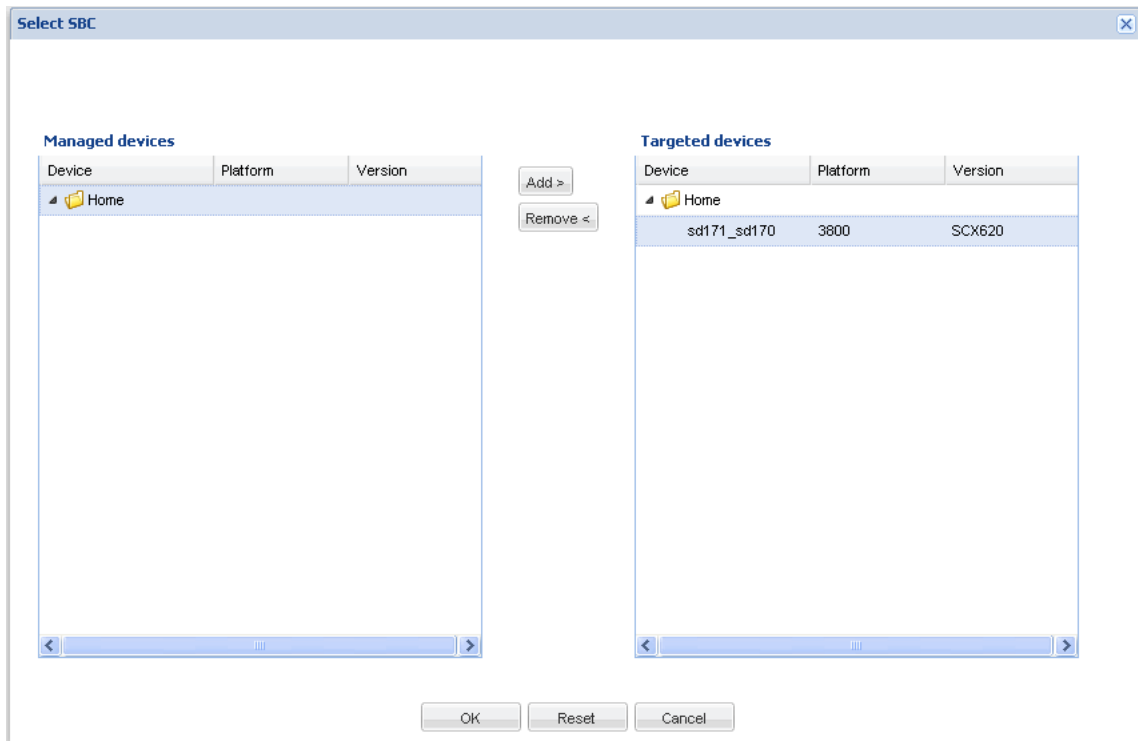 Select SBC
Managed devices
Device Platform Version
Home
Add >
Remove <
Targeted devices
Device Platform Version
Home
sd171_sd170 3800 SCX620
OK Reset Cancel